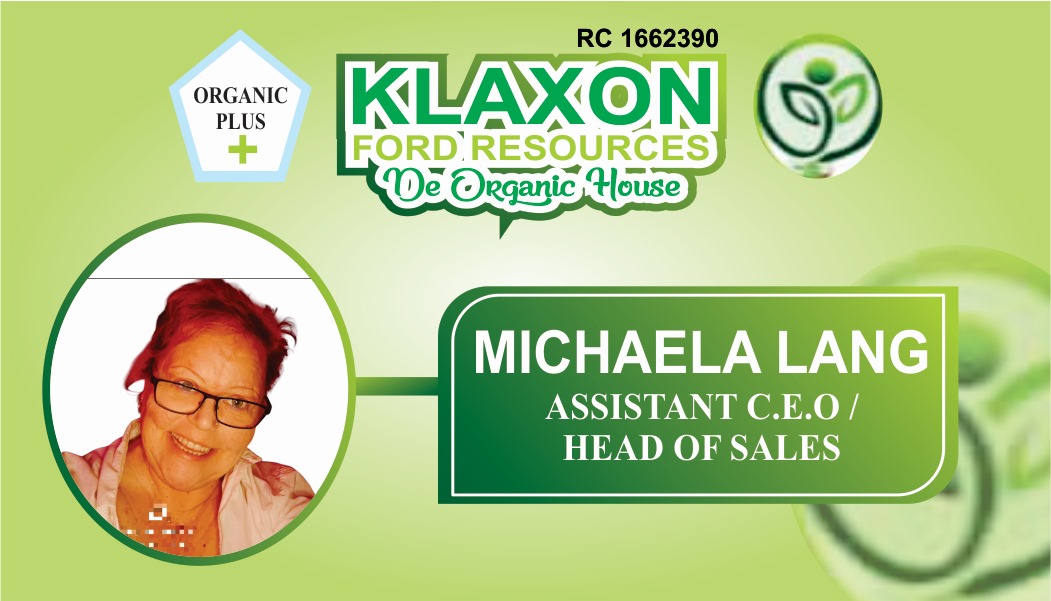 RC 1662390
ORGANIC
PLUS
+
KLAXON
FORD RESOURCES
De Organic House
MICHAELA LANG
ASSISTANT C.E.O /
HEAD OF SALES